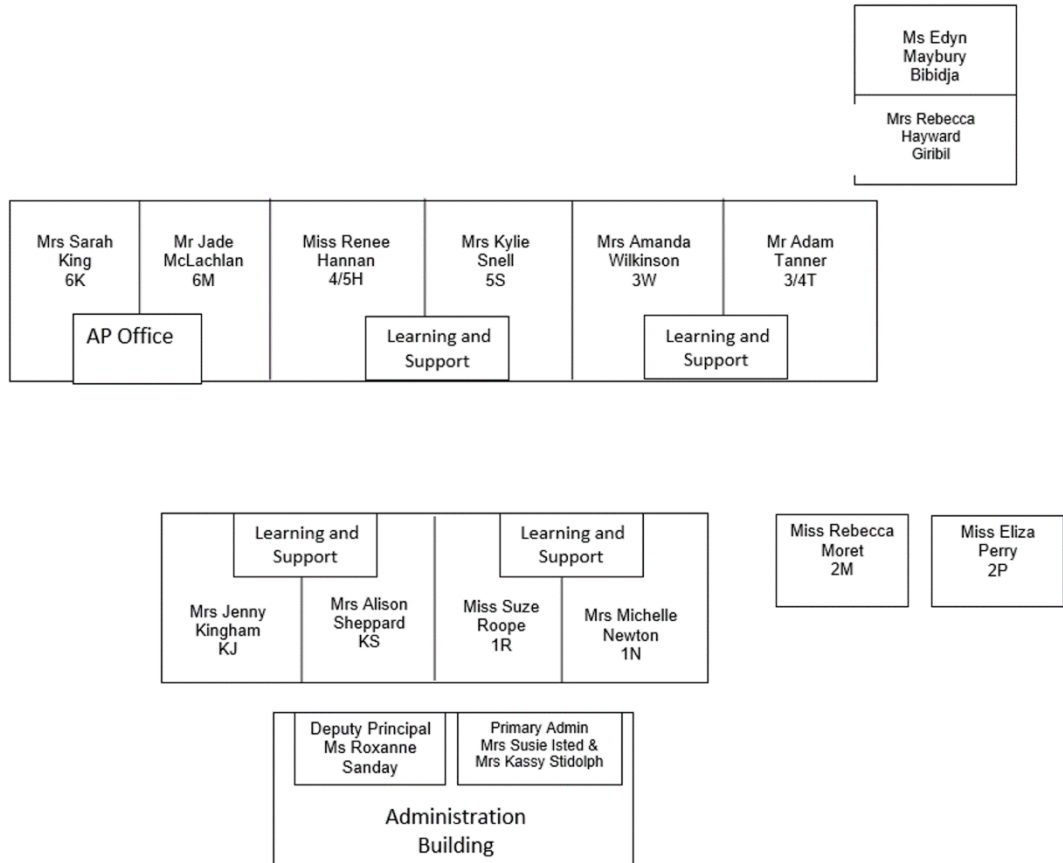 Ms Edyn
Maybury
Bibidja
Mrs Rebecca
Hayward
Giribil
Mrs Sarah
King
6K
Mr Jade
McLachlan
6M
Miss Renee
Hannan
4/5H
Mrs Kylie
Snell
5S
Mrs Amanda
Wilkinson
3W
Mr Adam
Tanner
3/4T
AP Office
Learning and
Support
Learning and
Support
Learning and
Support
Learning and
Support
Mrs Jenny
Kingham
KJ
Mrs Alison
Sheppard
KS
Miss Suze
Roope
1R
Mrs Michelle
Newton
1N
Miss Rebecca
Moret
2M
Miss Eliza
Perry
2P
Deputy Principal
Ms Roxanne
Sanday
Primary Admin
Mrs Susie Isted &
Mrs Kassy Stidolph
Administration
Building